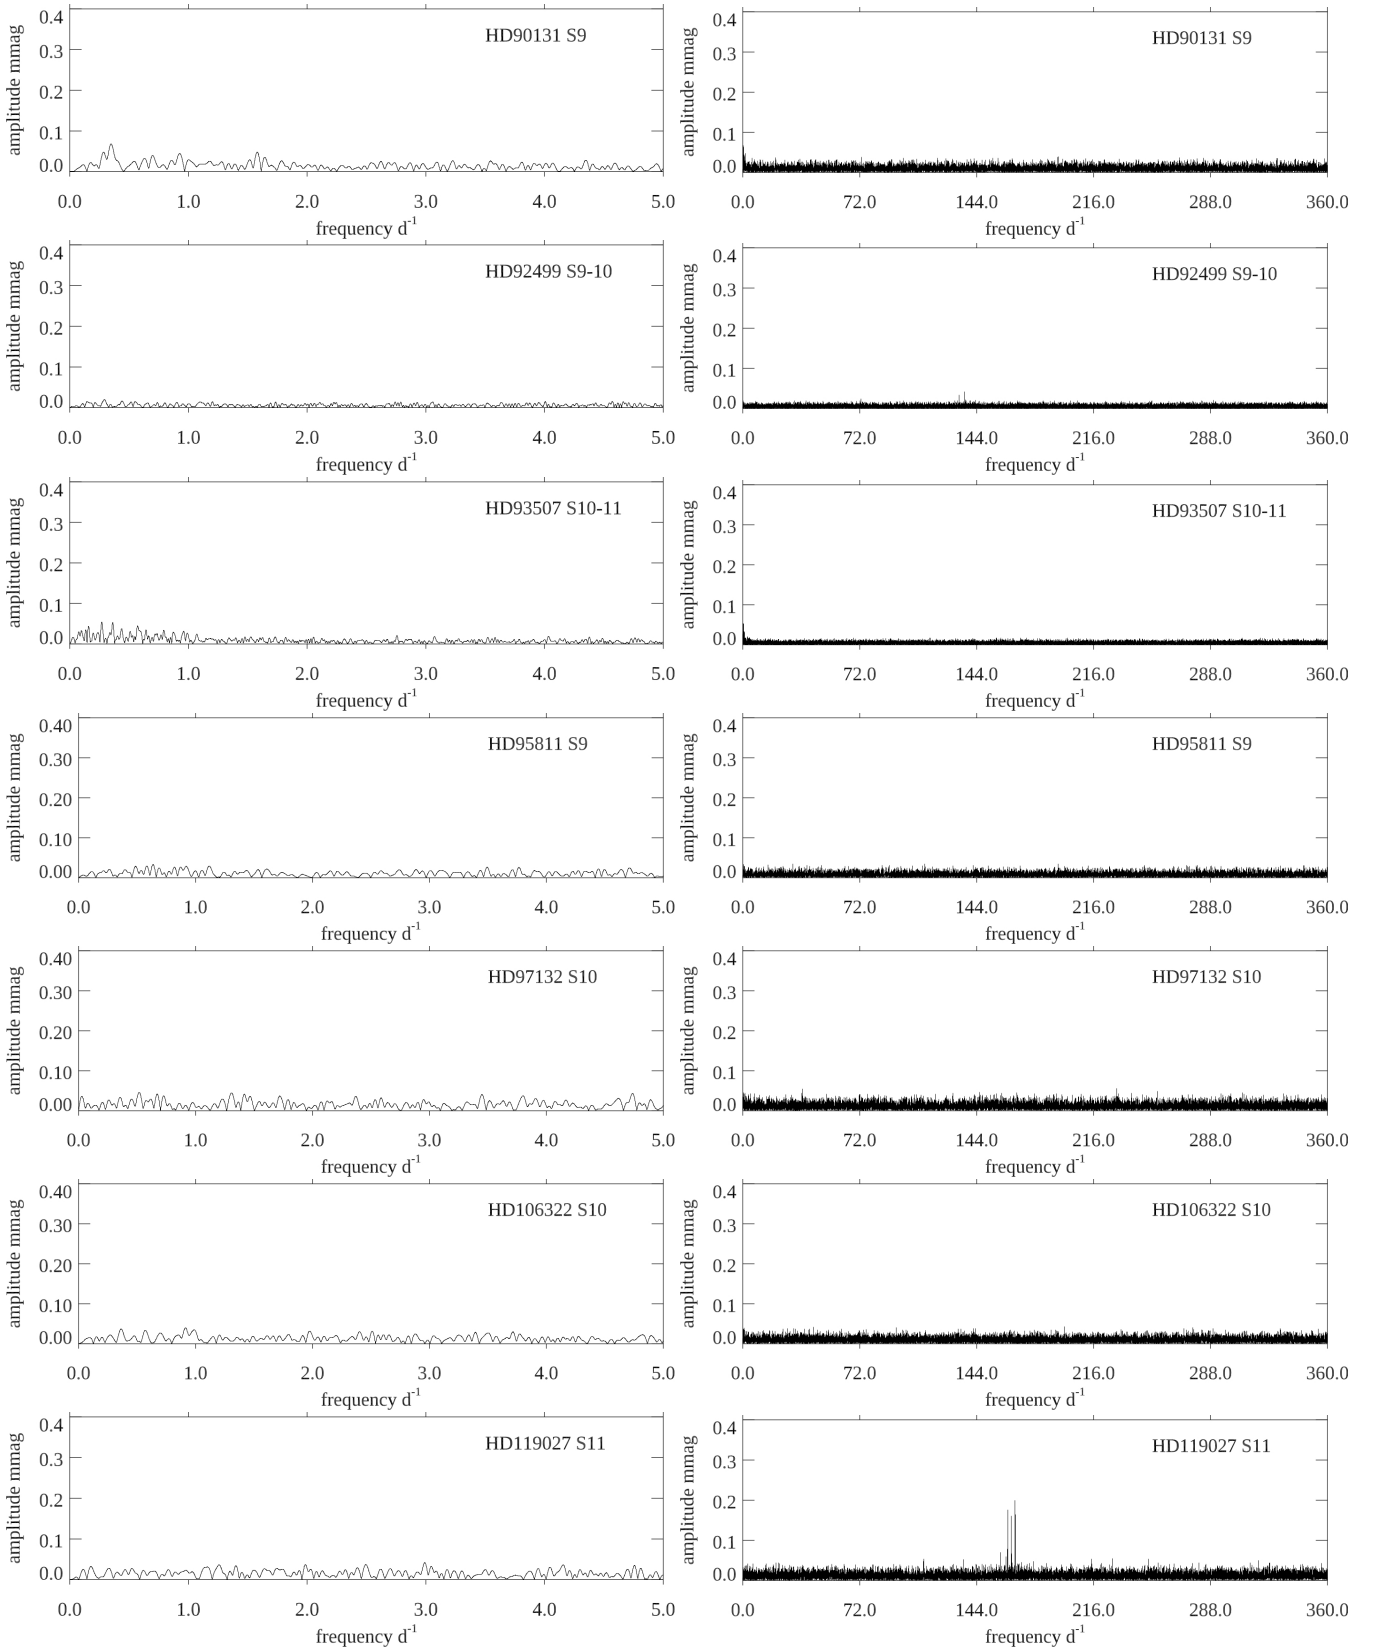 0.4 0.3 0.2 0.1 0.0
amplitude mmag
HD90131 S9
0.0 1.0 2.0 3.0 4.0 5.0
frequency d-1
0.4 0.3 0.2 0.1 0.0
amplitude mmag
HD90131 S9
0.0 72.0 144.0 216.0 288.0 360.0
frequency d-1
0.4 0.3 0.2 0.1 0.0
amplitude mmag
HD92499 S9-10
0.0 1.0 2.0 3.0 4.0 5.0
frequency d-1
0.4 0.3 0.2 0.1 0.0
amplitude mmag
HD92499 S9-10
0.0 72.0 144.0 216.0 288.0 360.0
frequency d-1
0.4 0.3 0.2 0.1 0.0
amplitude mmag
HD93507 S10-11
0.0 1.0 2.0 3.0 4.0 5.0
frequency d-1
0.4 0.3 0.2 0.1 0.0
amplitude mmag
HD93507 S10-11
0.0 72.0 144.0 216.0 288.0 360.0
frequency d-1
0.40 0.30 0.20 0.10 0.00
amplitude mmag
HD95811 S9
0.0 1.0 2.0 3.0 4.0 5.0
frequency d-1
0.4 0.3 0.2 0.1 0.0
amplitude mmag
HD95811 S9
0.0 72.0 144.0 216.0 288.0 360.0
frequency d-1
0.40 0.30 0.20 0.10 0.00
amplitude mmag
HD97132 S10
0.0 1.0 2.0 3.0 4.0 5.0
frequency d-1
0.4 0.3 0.2 0.1 0.0
amplitude mmag
HD97132 S10
0.0 72.0 144.0 216.0 288.0 360.0
frequency d-1
0.40 0.30 0.20 0.10 0.00
amplitude mmag
HD106322 S10
0.0 1.0 2.0 3.0 4.0 5.0
frequency d-1
0.4 0.3 0.2 0.1 0.0
amplitude mmag
HD106322 S10
0.0 72.0 144.0 216.0 288.0 360.0
frequency d-1
0.4 0.3 0.2 0.1 0.0
amplitude mmag
HD119027 S11
0.0 1.0 2.0 3.0 4.0 5.0
frequency d-1
0.4 0.3 0.2 0.1 0.0
amplitude mmag
HD119027 S11
0.0 72.0 144.0 216.0 288.0 360.0
frequency d-1